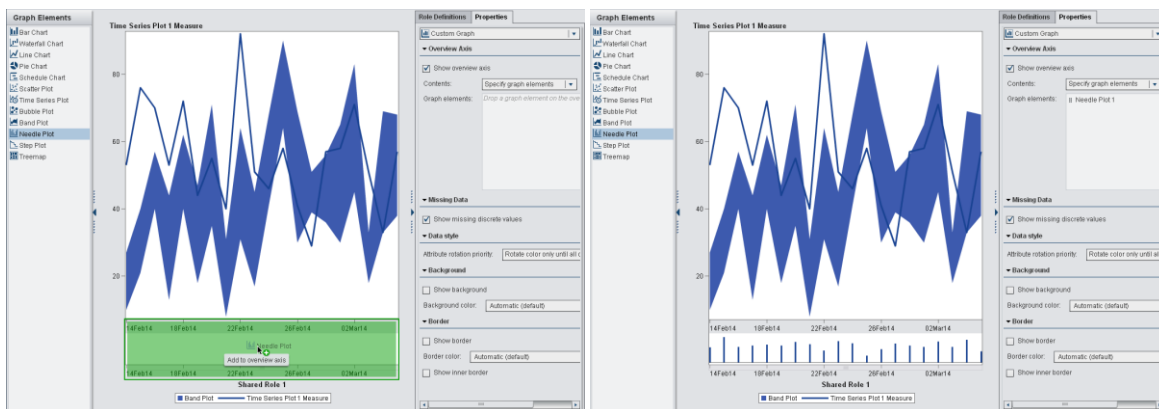 Graph Elements
Bar Chart
Waterfall Chart
Line Chart
Pie Chart
Schedule Chart
Scatter Plot
Time Series Plot
Bubble Plot
Band Plot
Needle Plot
Step Plot
Treemap
Time Series Plot 1 Measure
80
60
40
20
14Feb14 18Feb14 22Feb14 26Feb14 02Mar14
Needle Plot
Add to overview axis
14Feb14 18Feb14 22Feb14 26Feb14 02Mar14
Shared Role 1
Band Plot Time Series Plot 1 Measure
Role Definitions Properties
Custom Graph
Overview Axis
Show overview axis
Contents: Specify graph elements
Graph elements: Drop a graph element on the ove
Missing Data
Show missing discrete values
Data style
Attribute rotation priority: Rotate color only until all c
Background
Show background
Background color: Automatic (default)
Border
Show border
Border color: Automatic (default)
Show inner border
Graph Elements
Bar Chart
Waterfall Chart
Line Chart
Pie Chart
Schedule Chart
Scatter Plot
Time Series Plot
Bubble Plot
Band Plot
Needle Plot
Step Plot
Treemap
Time Series Plot 1 Measure
80
60
40
20
14Feb14 18Feb14 22Feb14 26Feb14 02Mar14
Shared Role 1
Band Plot Time Series Plot 1 Measure
Role Definitions Properties
Custom Graph
Overview Axis
Show overview axis
Contents: Specify graph elements
Graph elements: Needle Plot 1
Missing Data
Show missing discrete values
Data style
Attribute rotation priority: Rotate color only until all c
Background
Show background
Background color: Automatic (default)
Border
Show border
Border color: Automatic (default)
Show inner border